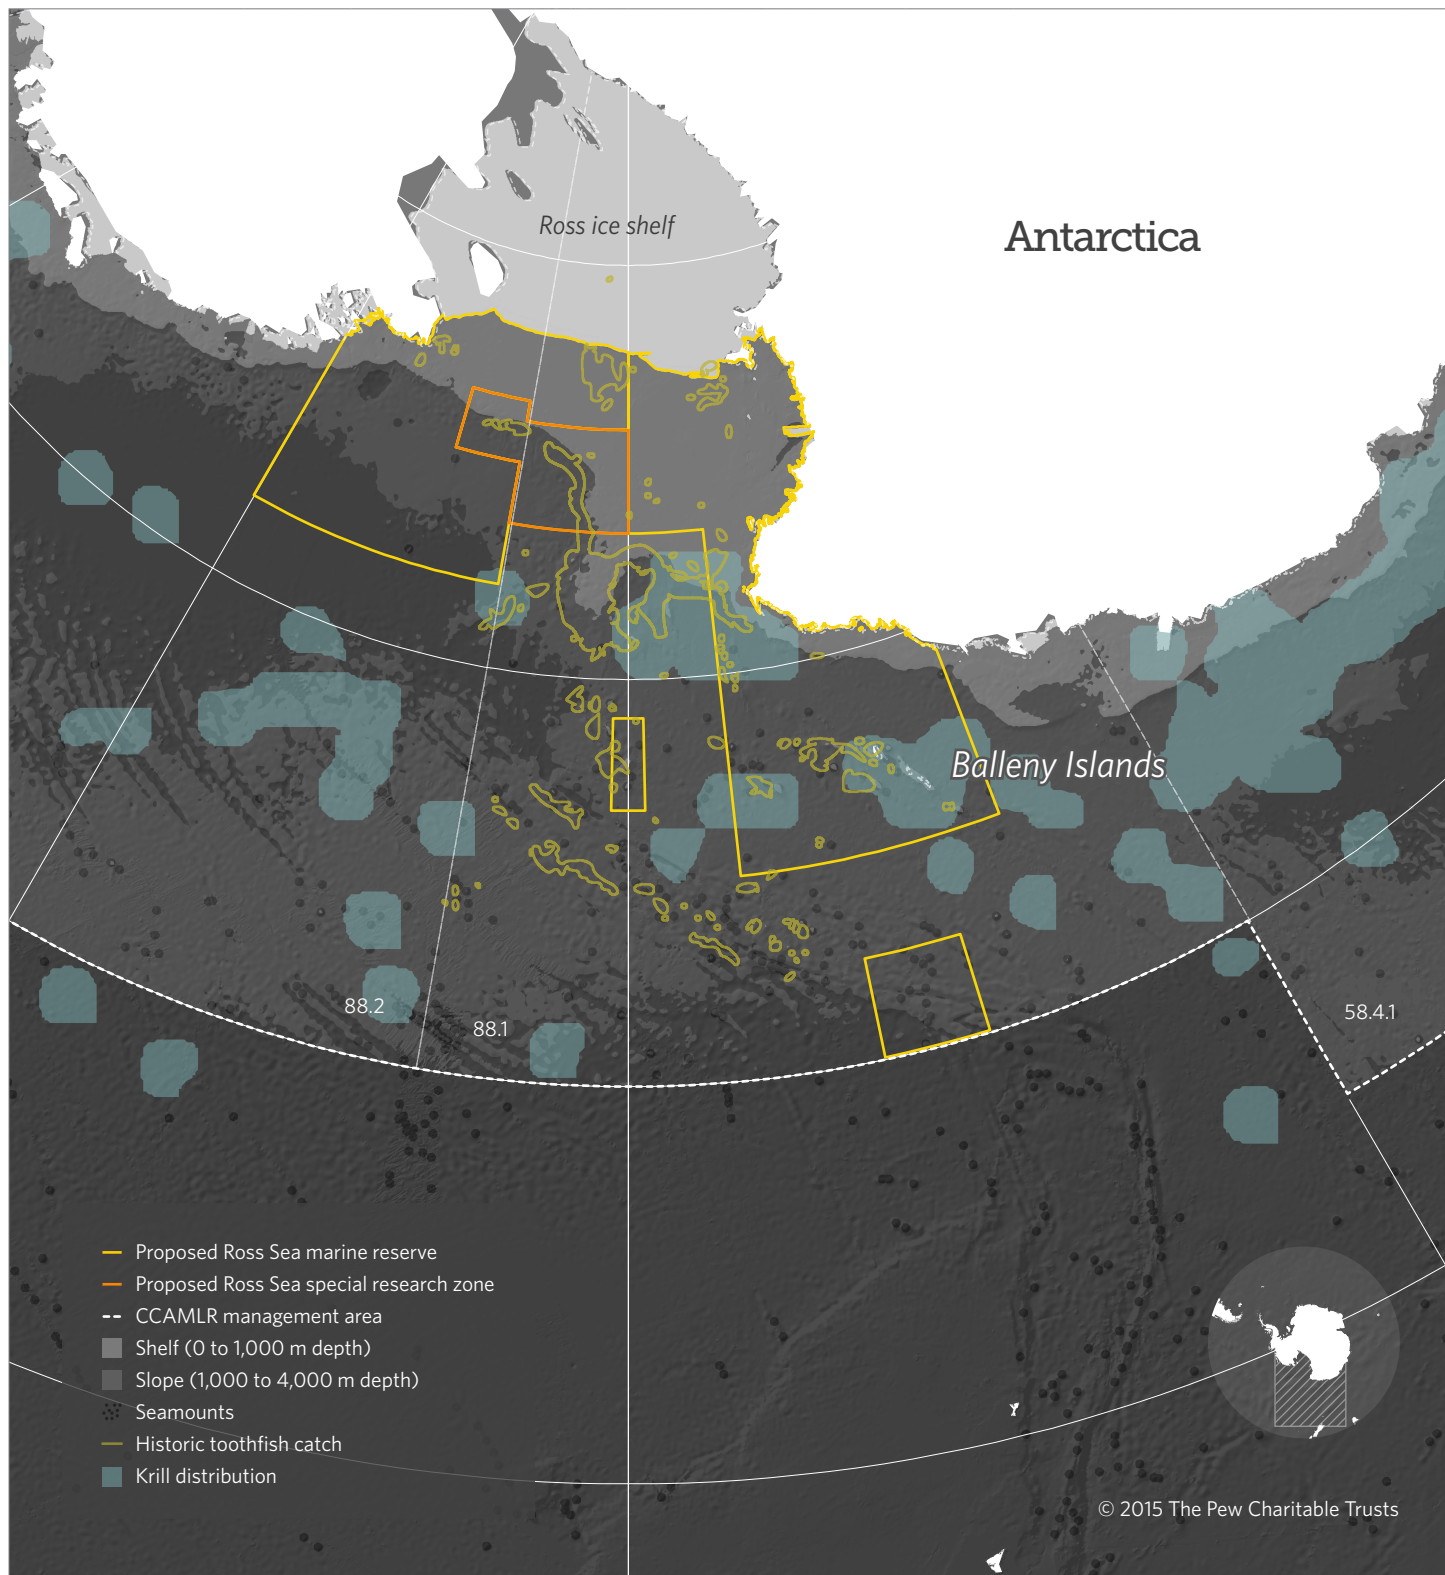 Ross ice shelf
Antarctica
Balleny Islands
88.2
88.1
58.4.1
Proposed Ross Sea marine reserve
Proposed Ross Sea special research zone
CCAMLR management area
Shelf (0 to 1,000 m depth)
Slope (1,000 to 4,000 m depth)
Seamounts
Historic toothfish catch
Krill distribution
© 2015 The Pew Charitable Trusts